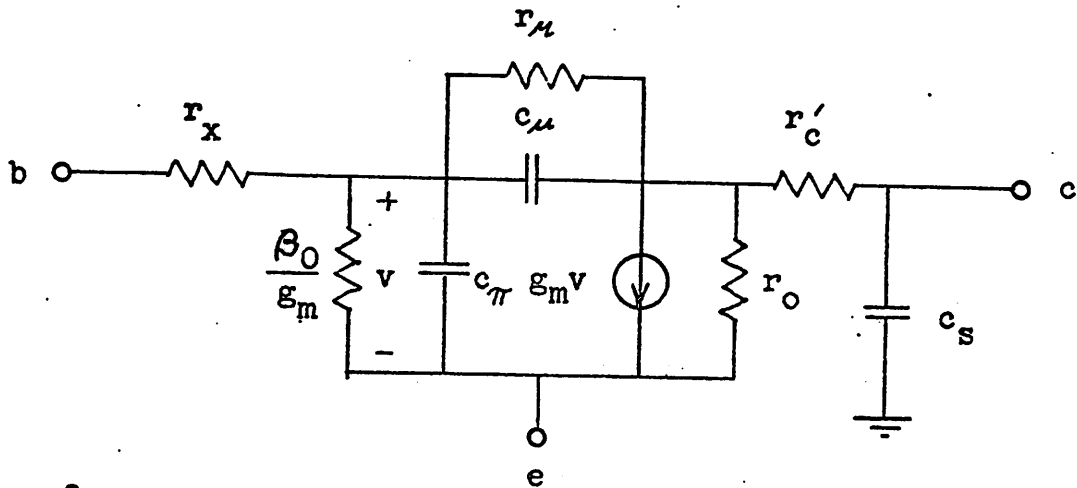 r_μ
c_μ
r_x
r_c′
b
c
+
β_0
g_m
v
c_π
g_m v
r_o
c_s
−
e